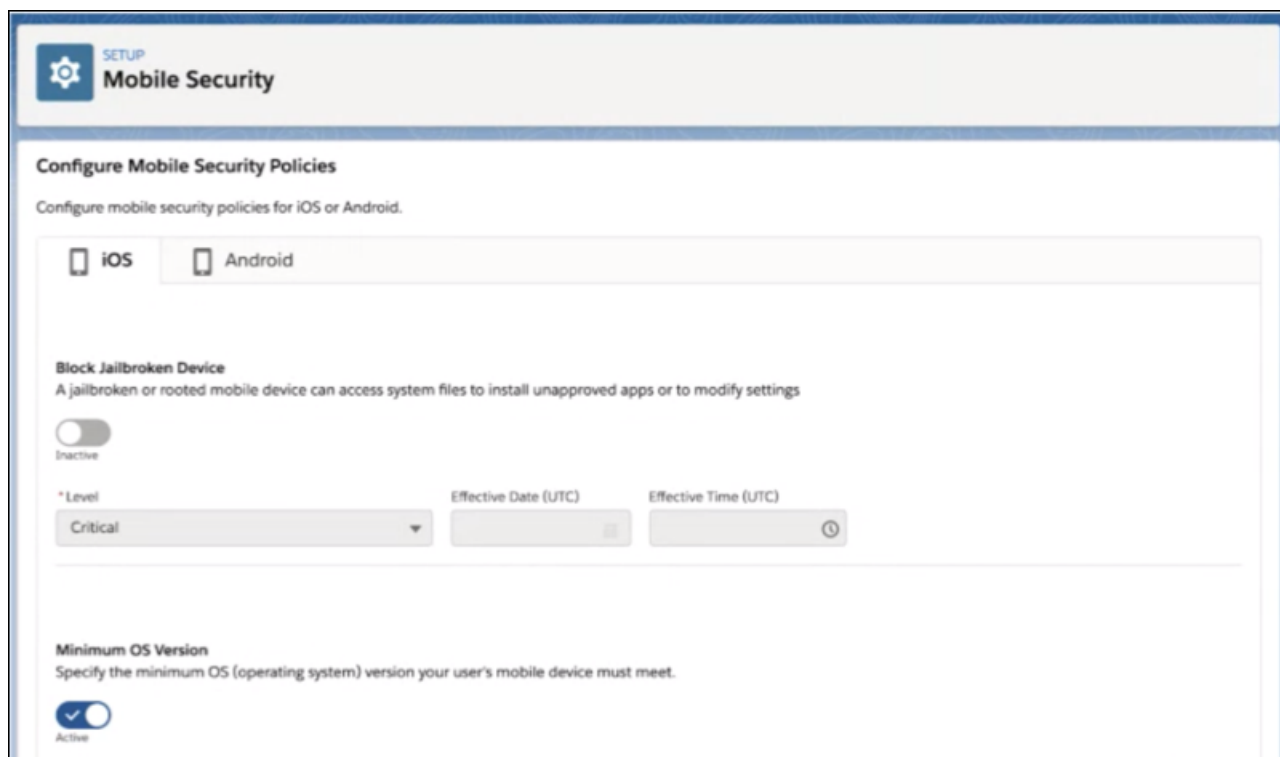 SETUP
Mobile Security
Configure Mobile Security Policies
Configure mobile security policies for iOS or Android.
iOS Android
Block Jailbroken Device
A jailbroken or rooted mobile device can access system files to install unapproved apps or to modify settings
Inactive
*Level Effective Date (UTC) Effective Time (UTC)
Critical
Minimum OS Version
Specify the minimum OS (operating system) version your user's mobile device must meet.
Active